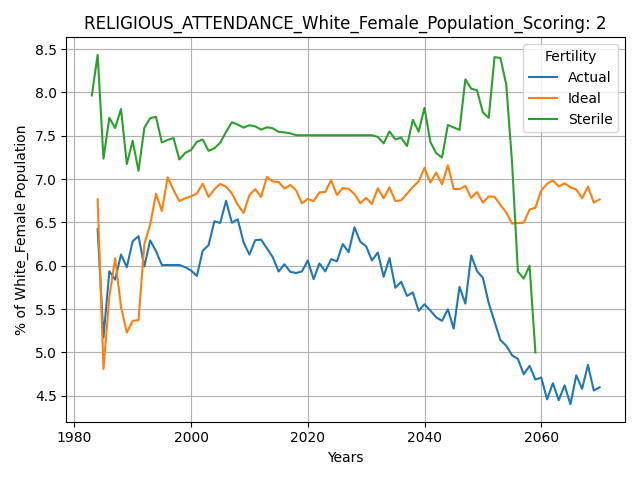 RELIGIOUS_ATTENDANCE_White_Female_Population_Scoring: 2
% of White_Female Population
8.5
8.0
7.5
7.0
6.5
6.0
5.5
5.0
4.5
Fertility
Actual
Ideal
Sterile
1980 2000 2020 2040 2060
Years